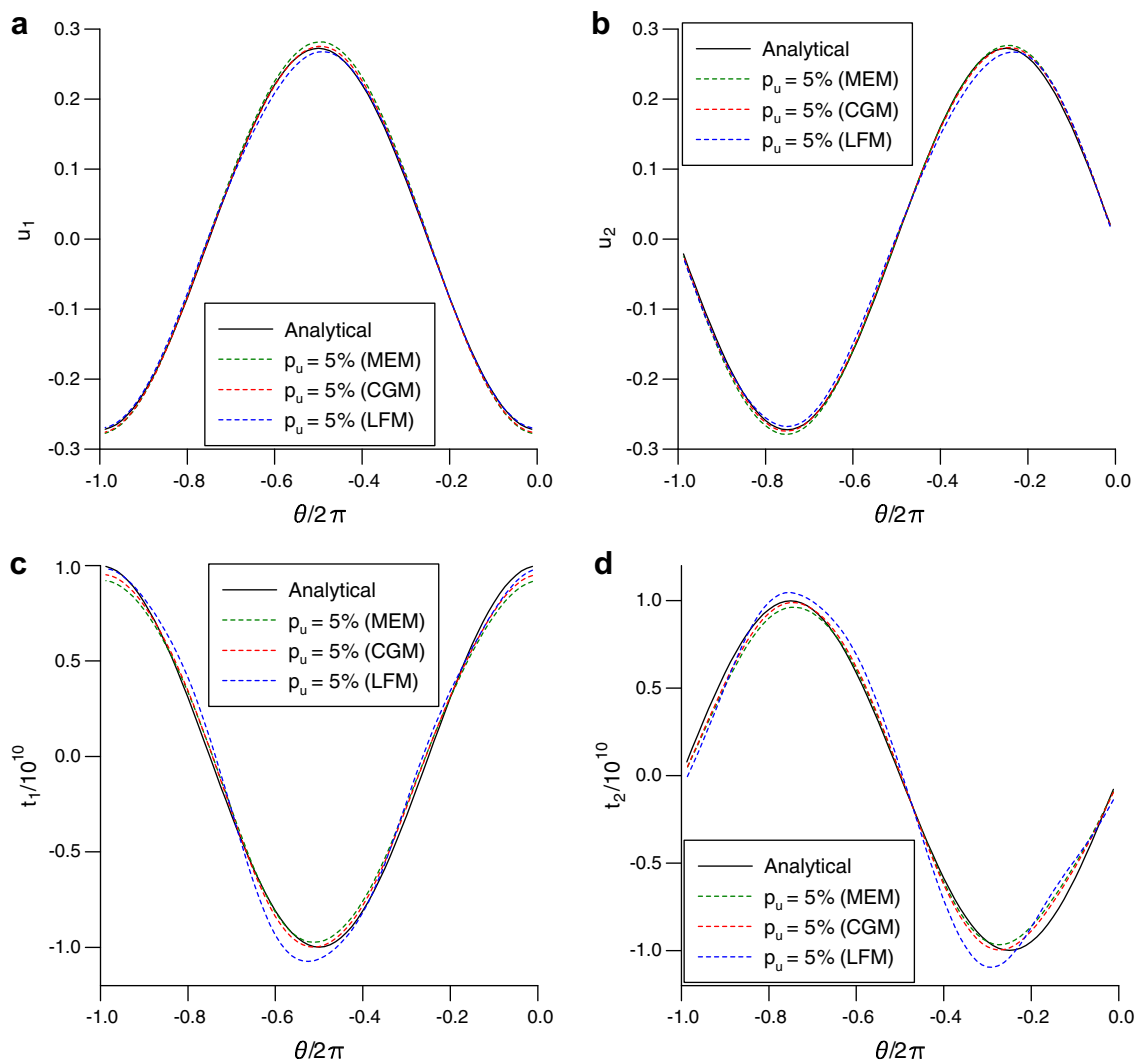 a
0.3
0.2
0.1
0.0
-0.1
-0.2
-0.3
u1
Analytical
pu = 5% (MEM)
pu = 5% (CGM)
pu = 5% (LFM)
-1.0 -0.8 -0.6 -0.4 -0.2 0.0
θ/2π
b
0.3
0.2
0.1
0.0
-0.1
-0.2
-0.3
u2
Analytical
pu = 5% (MEM)
pu = 5% (CGM)
pu = 5% (LFM)
-1.0 -0.8 -0.6 -0.4 -0.2 0.0
θ/2π
c
1.0
0.5
0.0
-0.5
-1.0
t1/10^10
Analytical
pu = 5% (MEM)
pu = 5% (CGM)
pu = 5% (LFM)
-1.0 -0.8 -0.6 -0.4 -0.2 0.0
θ/2π
d
1.0
0.5
0.0
-0.5
-1.0
t2/10^10
Analytical
pu = 5% (MEM)
pu = 5% (CGM)
pu = 5% (LFM)
-1.0 -0.8 -0.6 -0.4 -0.2 0.0
θ/2π